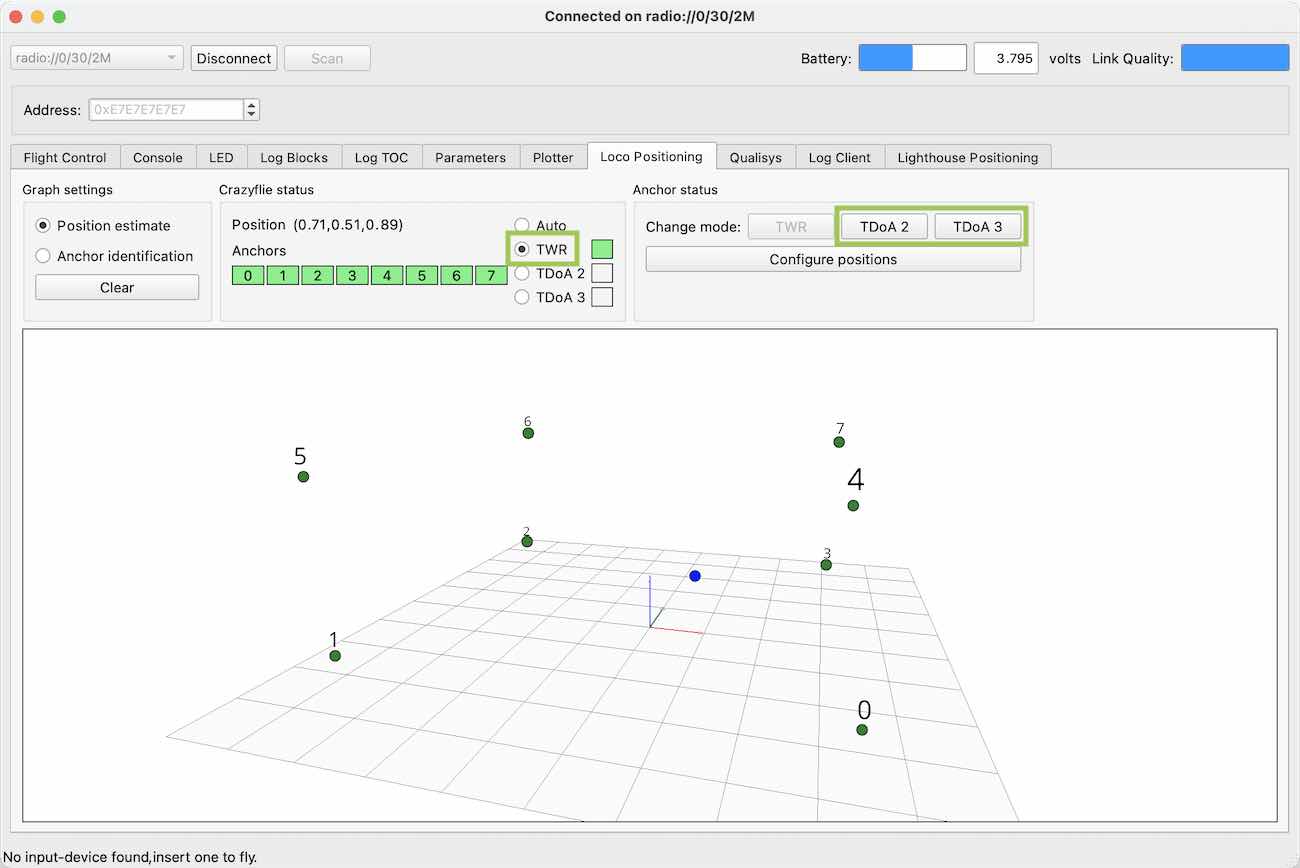 Connected on radio://0/30/2M
radio://0/30/2M Disconnect Scan Battery: 3.795 volts Link Quality:
Address: 0xE7E7E7E7E7
Flight Control Console LED Log Blocks Log TOC Parameters Plotter Loco Positioning Qualisys Log Client Lighthouse Positioning
Graph settings
Position estimate
Anchor identification
Clear
Crazyflie status
Position (0.71,0.51,0.89)
Anchors
0 1 2 3 4 5 6 7
Auto
TWR
TDoA 2
TDoA 3
Anchor status
Change mode: TWR TDoA 2 TDoA 3
Configure positions
6
7
5
4
2
3
1
0
No input-device found,insert one to fly.